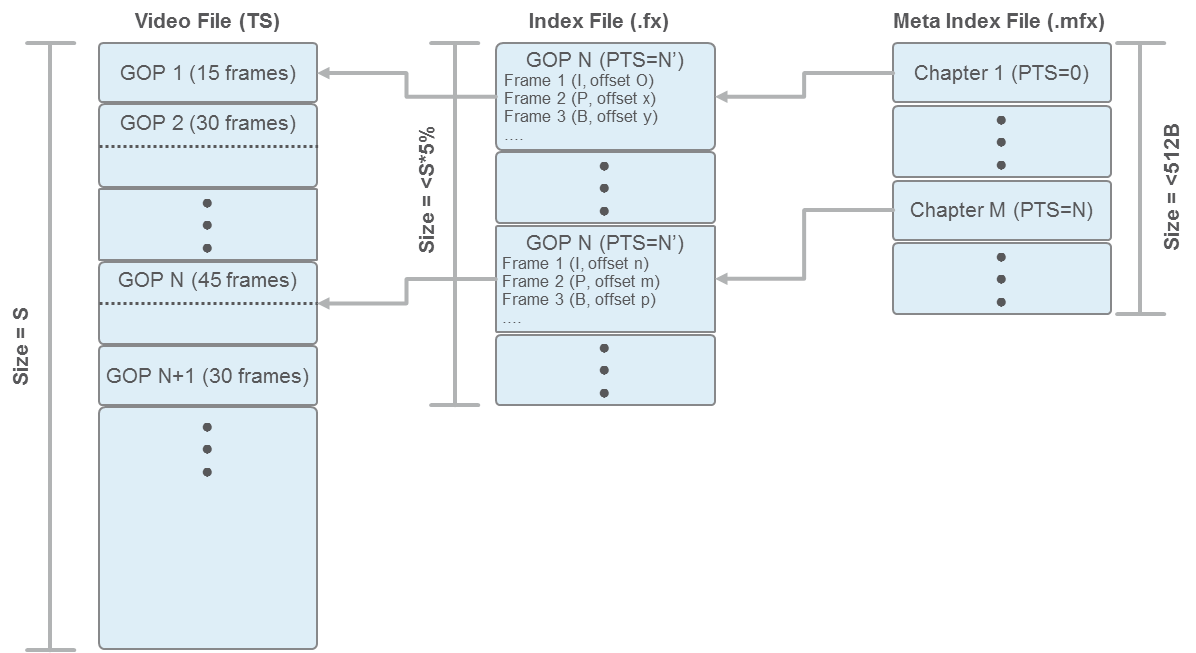 Video File (TS)
Index File (.fx)
Meta Index File (.mfx)
Size = S
GOP 1 (15 frames)
GOP 2 (30 frames)
GOP N (45 frames)
GOP N+1 (30 frames)
Size = <S*5%
GOP N (PTS=N’)
Frame 1 (I, offset O)
Frame 2 (P, offset x)
Frame 3 (B, offset y)
....
GOP N (PTS=N’)
Frame 1 (I, offset n)
Frame 2 (P, offset m)
Frame 3 (B, offset p)
....
Chapter 1 (PTS=0)
Chapter M (PTS=N)
Size = <512B